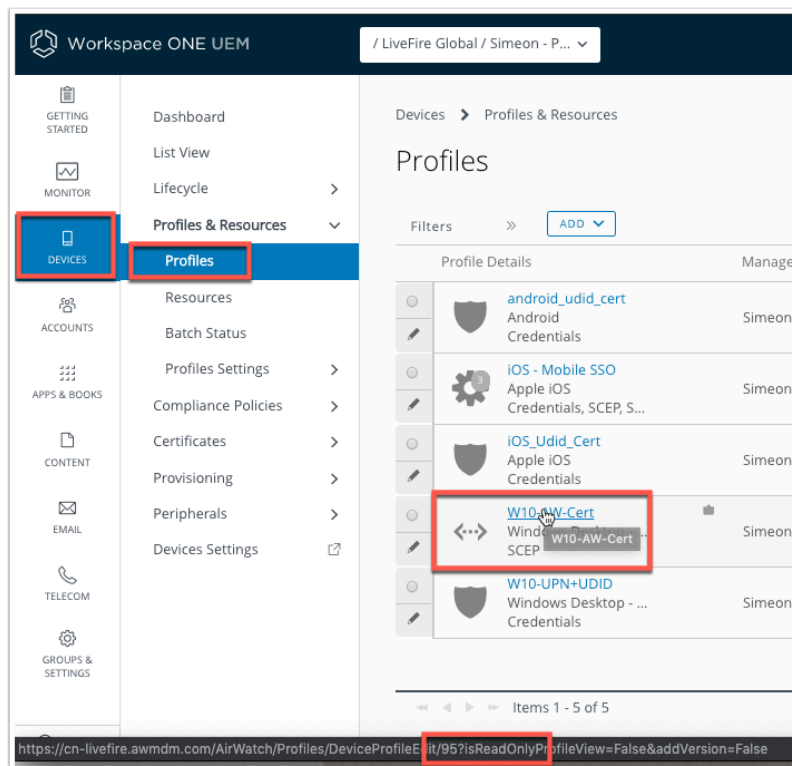 Workspace ONE UEM
/ LiveFire Global / Simeon - P...
GETTING
STARTED
MONITOR
DEVICES
ACCOUNTS
APPS & BOOKS
CONTENT
EMAIL
TELECOM
GROUPS &
SETTINGS
Dashboard
List View
Lifecycle
Profiles & Resources
Profiles
Resources
Batch Status
Profiles Settings
Compliance Policies
Certificates
Provisioning
Peripherals
Devices Settings
Devices > Profiles & Resources
Profiles
Filters » ADD
Profile Details Manage
android_udid_cert
Android Simeon
Credentials
3
iOS - Mobile SSO
Apple iOS Simeon
Credentials, SCEP, S...
iOS_Udid_Cert
Apple iOS Simeon
Credentials
W10-AW-Cert
Simeon
W10-AW-Cert
SCEP
W10-UPN+UDID
Windows Desktop - ... Simeon
Credentials
Items 1 - 5 of 5
https://cn-livefire.awmdm.com/AirWatch/Profiles/DeviceProfileEdit/95?isReadOnlyProfileView=False&addVersion=False